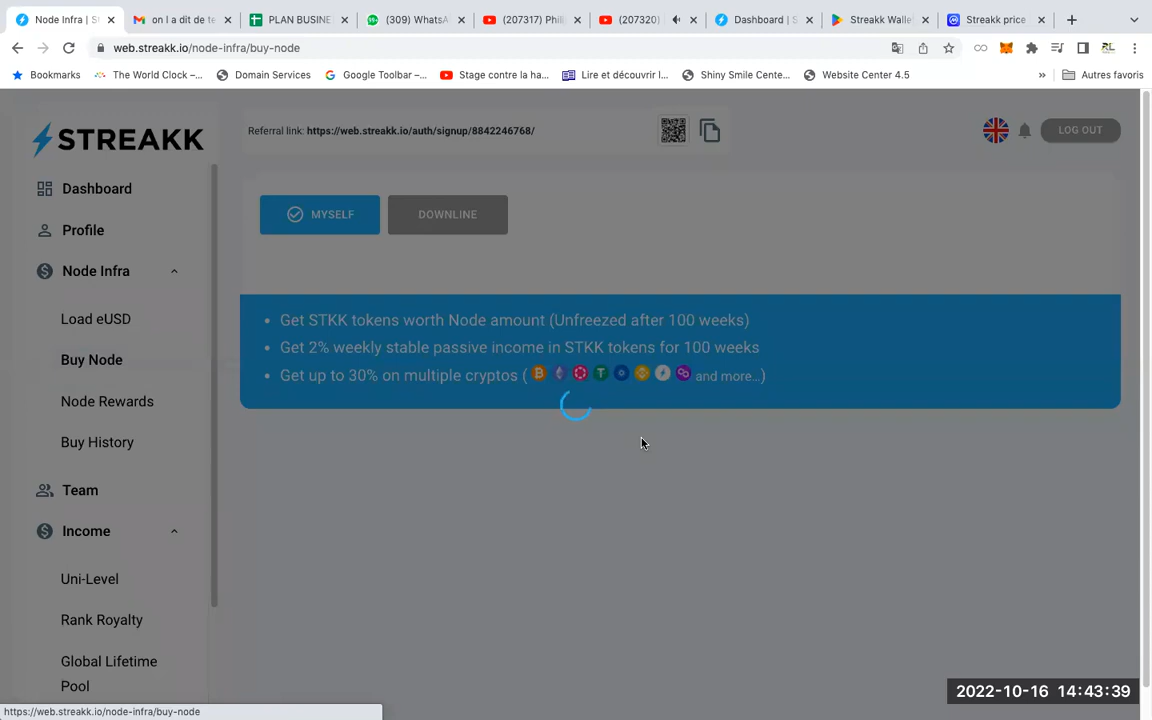 Node Infra | S
on l a dit de te
PLAN BUSINE
(309) WhatsA
(207317) Phil
(207320)
Dashboard | S
Streakk Walle
Streakk price
web.streakk.io/node-infra/buy-node
Bookmarks
The World Clock –...
Domain Services
Google Toolbar –...
Stage contre la ha...
Lire et découvrir l'...
Shiny Smile Cente...
Website Center 4.5
»
Autres favoris
STREAKK
Referral link: https://web.streakk.io/auth/signup/8842246768/
LOG OUT
Dashboard
Profile
Node Infra
Load eUSD
Buy Node
Node Rewards
Buy History
Team
Income
Uni-Level
Rank Royalty
Global Lifetime
Pool
MYSELF
DOWNLINE
• Get STKK tokens worth Node amount (Unfreezed after 100 weeks)
• Get 2% weekly stable passive income in STKK tokens for 100 weeks
• Get up to 30% on multiple cryptos ( and more...)
2022-10-16 14:43:39
https://web.streakk.io/node-infra/buy-node